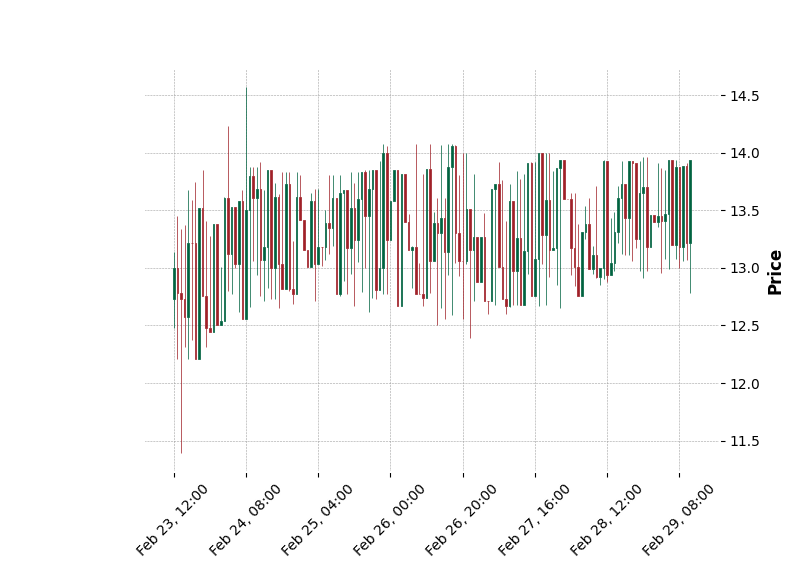 14.5
14.0
13.5
13.0
12.5
12.0
11.5
Price
Feb 23, 12:00
Feb 24, 08:00
Feb 25, 04:00
Feb 26, 00:00
Feb 26, 20:00
Feb 27, 16:00
Feb 28, 12:00
Feb 29, 08:00